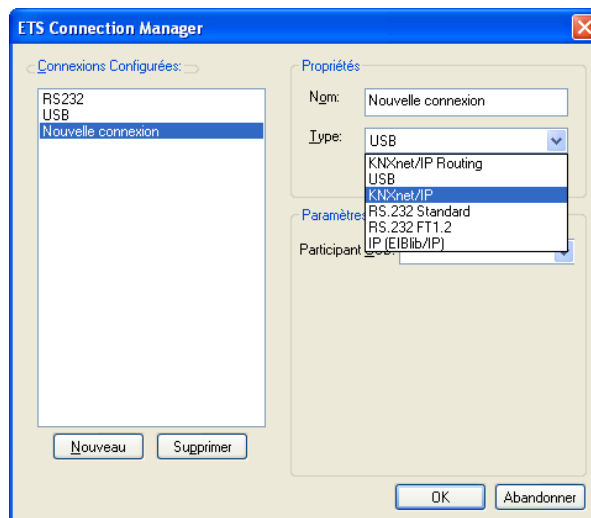 ETS Connection Manager
Connexions Configurées:
RS232
USB
Nouvelle connexion
Nouveau
Supprimer
Propriétés
Nom:
Nouvelle connexion
Type:
USB
KNXnet/IP Routing
USB
KNXnet/IP
RS.232 Standard
RS.232 FT1.2
IP (EIBlib/IP)
Paramètres
Participant USB:
OK
Abandonner